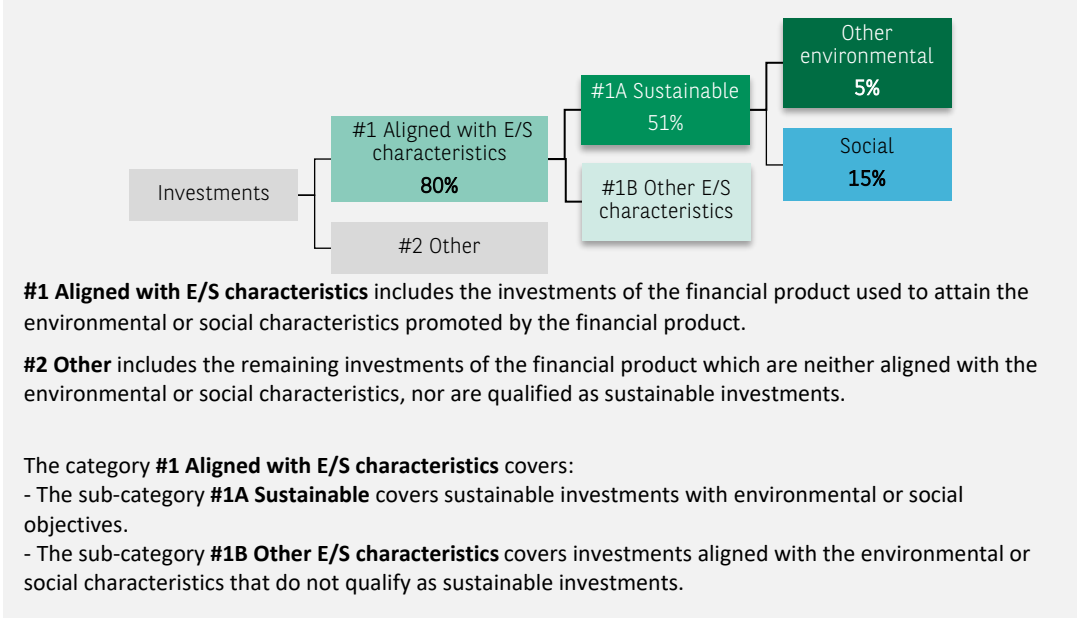 Other
environmental
5%
#1A Sustainable
51%
#1 Aligned with E/S
characteristics
80%
Social
15%
Investments
#1B Other E/S
characteristics
#2 Other
#1 Aligned with E/S characteristics includes the investments of the financial product used to attain the
environmental or social characteristics promoted by the financial product.
#2 Other includes the remaining investments of the financial product which are neither aligned with the
environmental or social characteristics, nor are qualified as sustainable investments.
The category #1 Aligned with E/S characteristics covers:
- The sub-category #1A Sustainable covers sustainable investments with environmental or social
objectives.
- The sub-category #1B Other E/S characteristics covers investments aligned with the environmental or
social characteristics that do not qualify as sustainable investments.